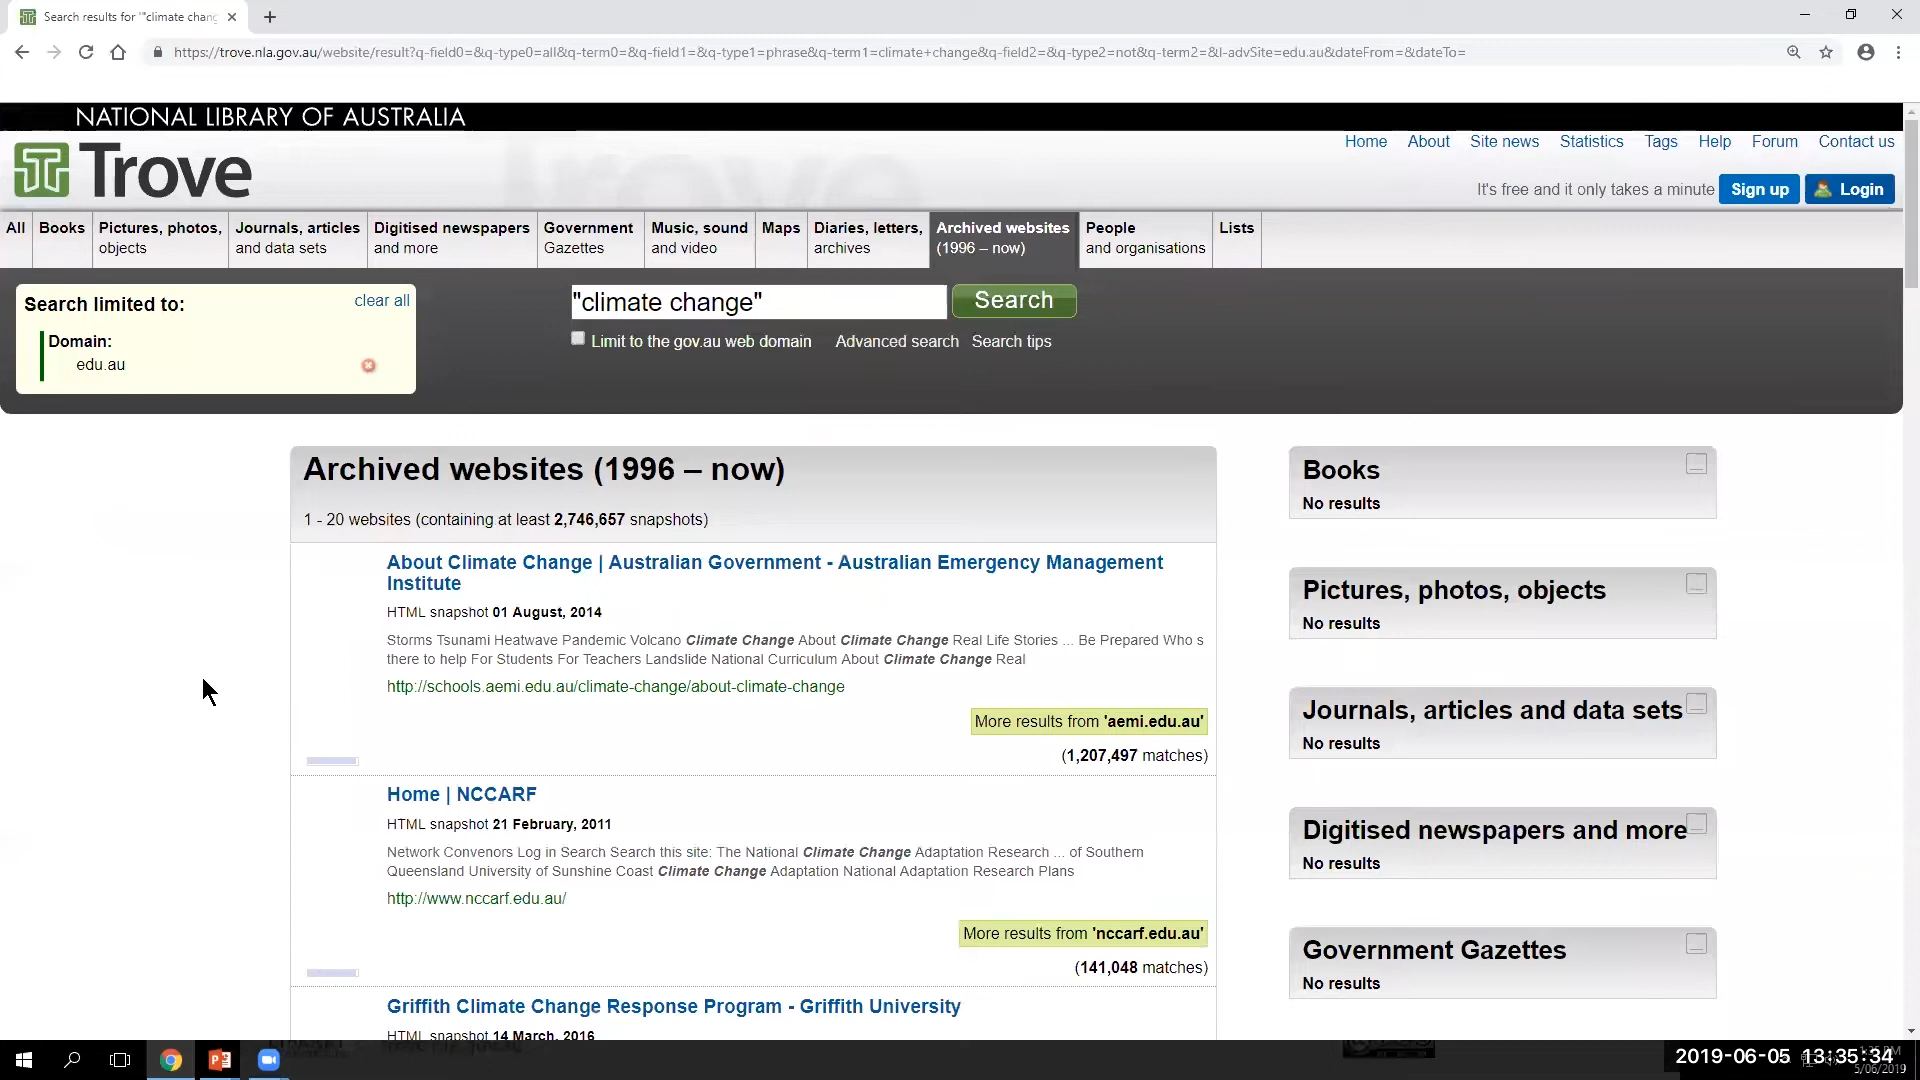 Search results for '"climate chang
https://trove.nla.gov.au/website/result?q-field0=&q-type0=all&q-term0=&q-field1=&q-type1=phrase&q-term1=climate+change&q-field2=&q-type2=not&q-term2=&l-advSite=edu.au&dateFrom=&dateTo=
NATIONAL LIBRARY OF AUSTRALIA
Trove
Home About Site news Statistics Tags Help Forum Contact us
It's free and it only takes a minute Sign up Login
All
Books
Pictures, photos,
objects
Journals, articles
and data sets
Digitised newspapers
and more
Government
Gazettes
Music, sound
and video
Maps
Diaries, letters,
archives
Archived websites
(1996 – now)
People
and organisations
Lists
Search limited to: clear all
Domain:
edu.au
"climate change" Search
Limit to the gov.au web domain Advanced search Search tips
Archived websites (1996 – now)
1 - 20 websites (containing at least 2,746,657 snapshots)
About Climate Change | Australian Government - Australian Emergency Management
Institute
HTML snapshot 01 August, 2014
Storms Tsunami Heatwave Pandemic Volcano Climate Change About Climate Change Real Life Stories ... Be Prepared Who s
there to help For Students For Teachers Landslide National Curriculum About Climate Change Real
http://schools.aemi.edu.au/climate-change/about-climate-change
More results from 'aemi.edu.au'
(1,207,497 matches)
Home | NCCARF
HTML snapshot 21 February, 2011
Network Convenors Log in Search Search this site: The National Climate Change Adaptation Research ... of Southern
Queensland University of Sunshine Coast Climate Change Adaptation National Adaptation Research Plans
http://www.nccarf.edu.au/
More results from 'nccarf.edu.au'
(141,048 matches)
Griffith Climate Change Response Program - Griffith University
HTML snapshot 14 March, 2016
Books
No results
Pictures, photos, objects
No results
Journals, articles and data sets
No results
Digitised newspapers and more
No results
Government Gazettes
No results
2019-06-05 13:35:34
5/06/2019